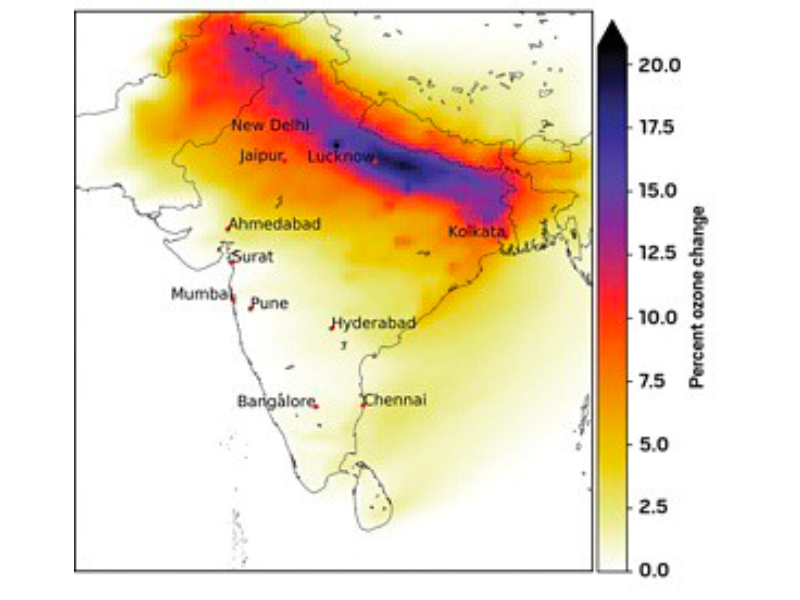 New Delhi
Jaipur
Lucknow
Ahmedabad
Surat
Mumbai
Pune
Hyderabad
Kolkata
Bangalore
Chennai
20.0
17.5
15.0
12.5
10.0
7.5
5.0
2.5
0.0
Percent ozone change